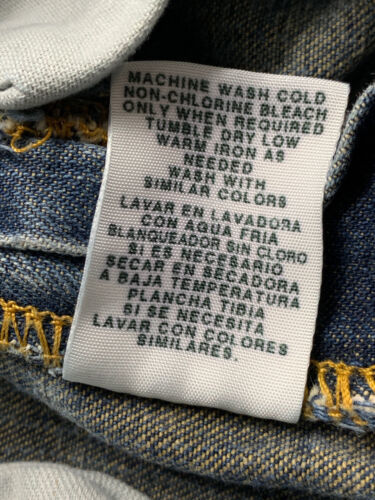 MACHINE WASH COLD
NON-CHLORINE BLEACH
ONLY WHEN REQUIRED
TUMBLE DRY LOW
WARM IRON AS
NEEDED
WASH WITH
SIMILAR COLORS
LAVAR EN LAVADORA
CON AGUA FRIA
BLANQUEADOR SIN CLORO
SI ES NECESARIO
SECAR EN SECADORA
A BAJA TEMPERATURA
PLANCHA TIBIA
SI SE NECESITA
LAVAR CON COLORES
SIMILARES.